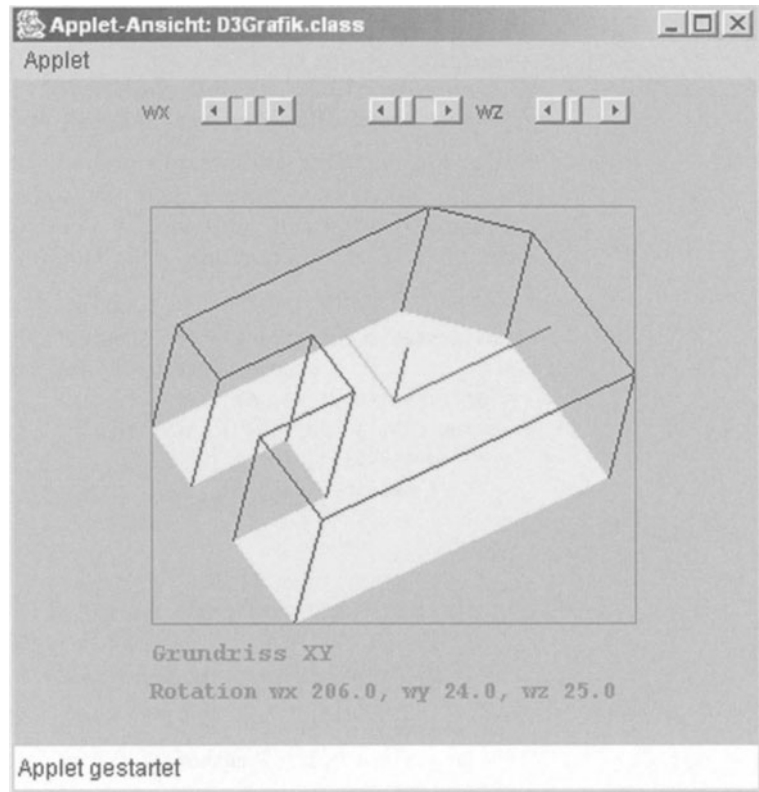 Applet-Ansicht: D3Grafik.class
Applet
wx wz
Grundriss XY
Rotation wx 206.0, wy 24.0, wz 25.0
Applet gestartet